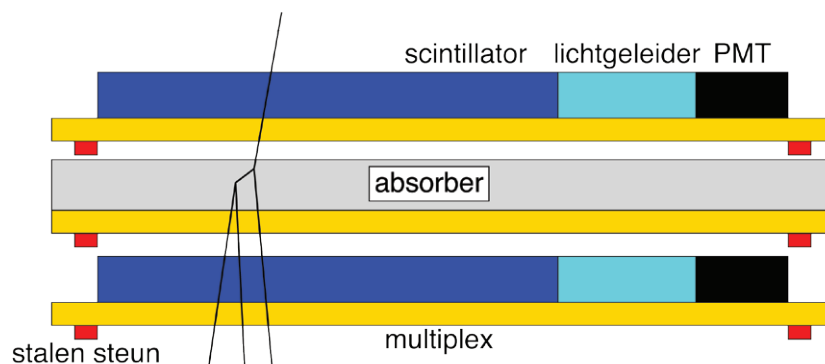 scintillator lichtgeleider PMT
absorber
multiplex
stalen steun